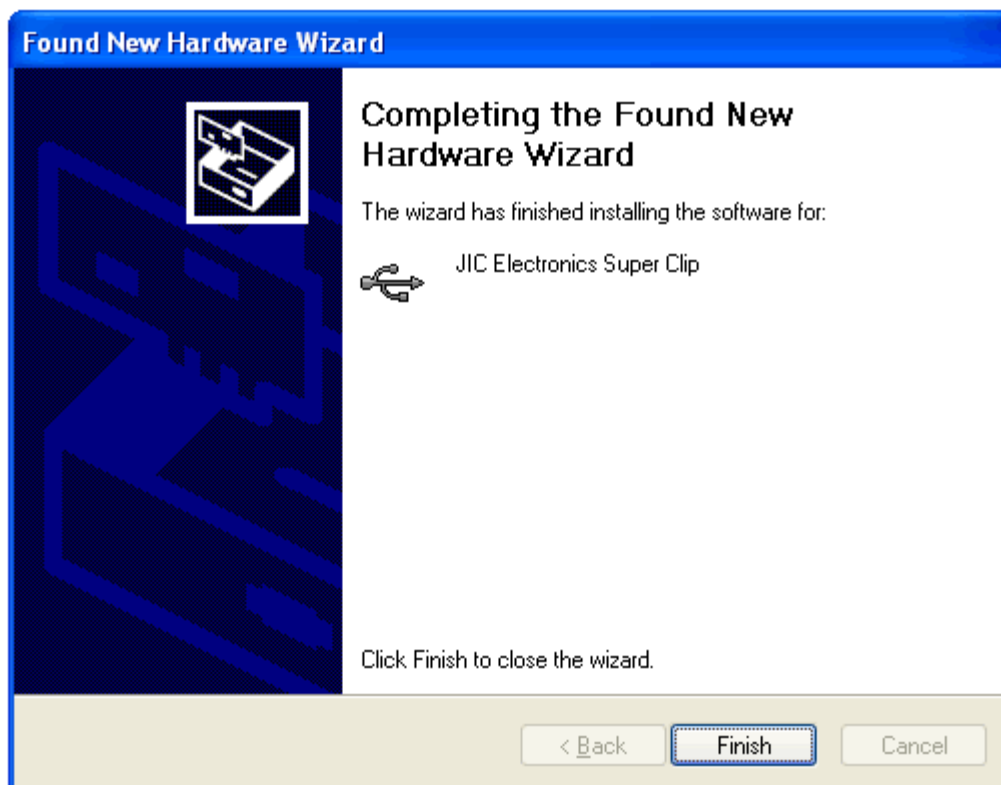 Found New Hardware Wizard
Completing the Found New
Hardware Wizard
The wizard has finished installing the software for:
JIC Electronics Super Clip
Click Finish to close the wizard.
< Back
Finish
Cancel